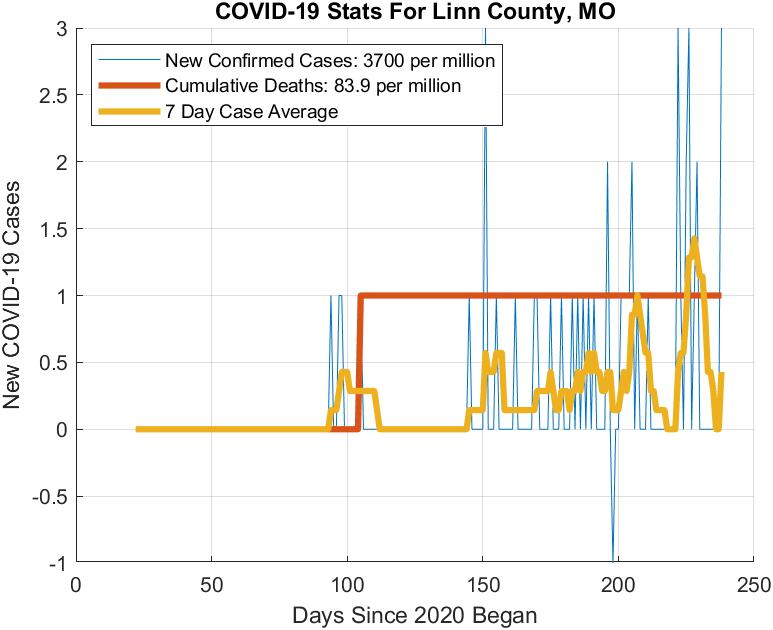 COVID-19 Stats For Linn County, MO
New Confirmed Cases: 3700 per million
Cumulative Deaths: 83.9 per million
7 Day Case Average
3
2.5
2
1.5
1
0.5
0
-0.5
-1
New COVID-19 Cases
0 50 100 150 200 250
Days Since 2020 Began